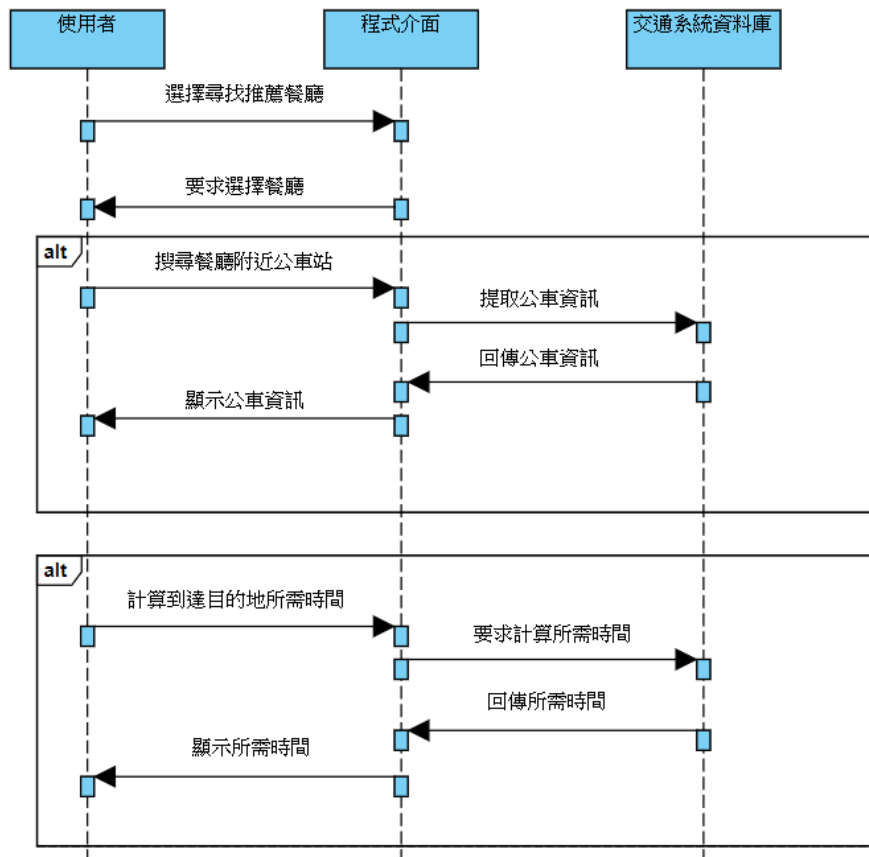 使用者
程式介面
交通系統資料庫
選擇尋找推薦餐廳
要求選擇餐廳
alt
搜尋餐廳附近公車站
提取公車資訊
回傳公車資訊
顯示公車資訊
alt
計算到達目的地所需時間
要求計算所需時間
回傳所需時間
顯示所需時間